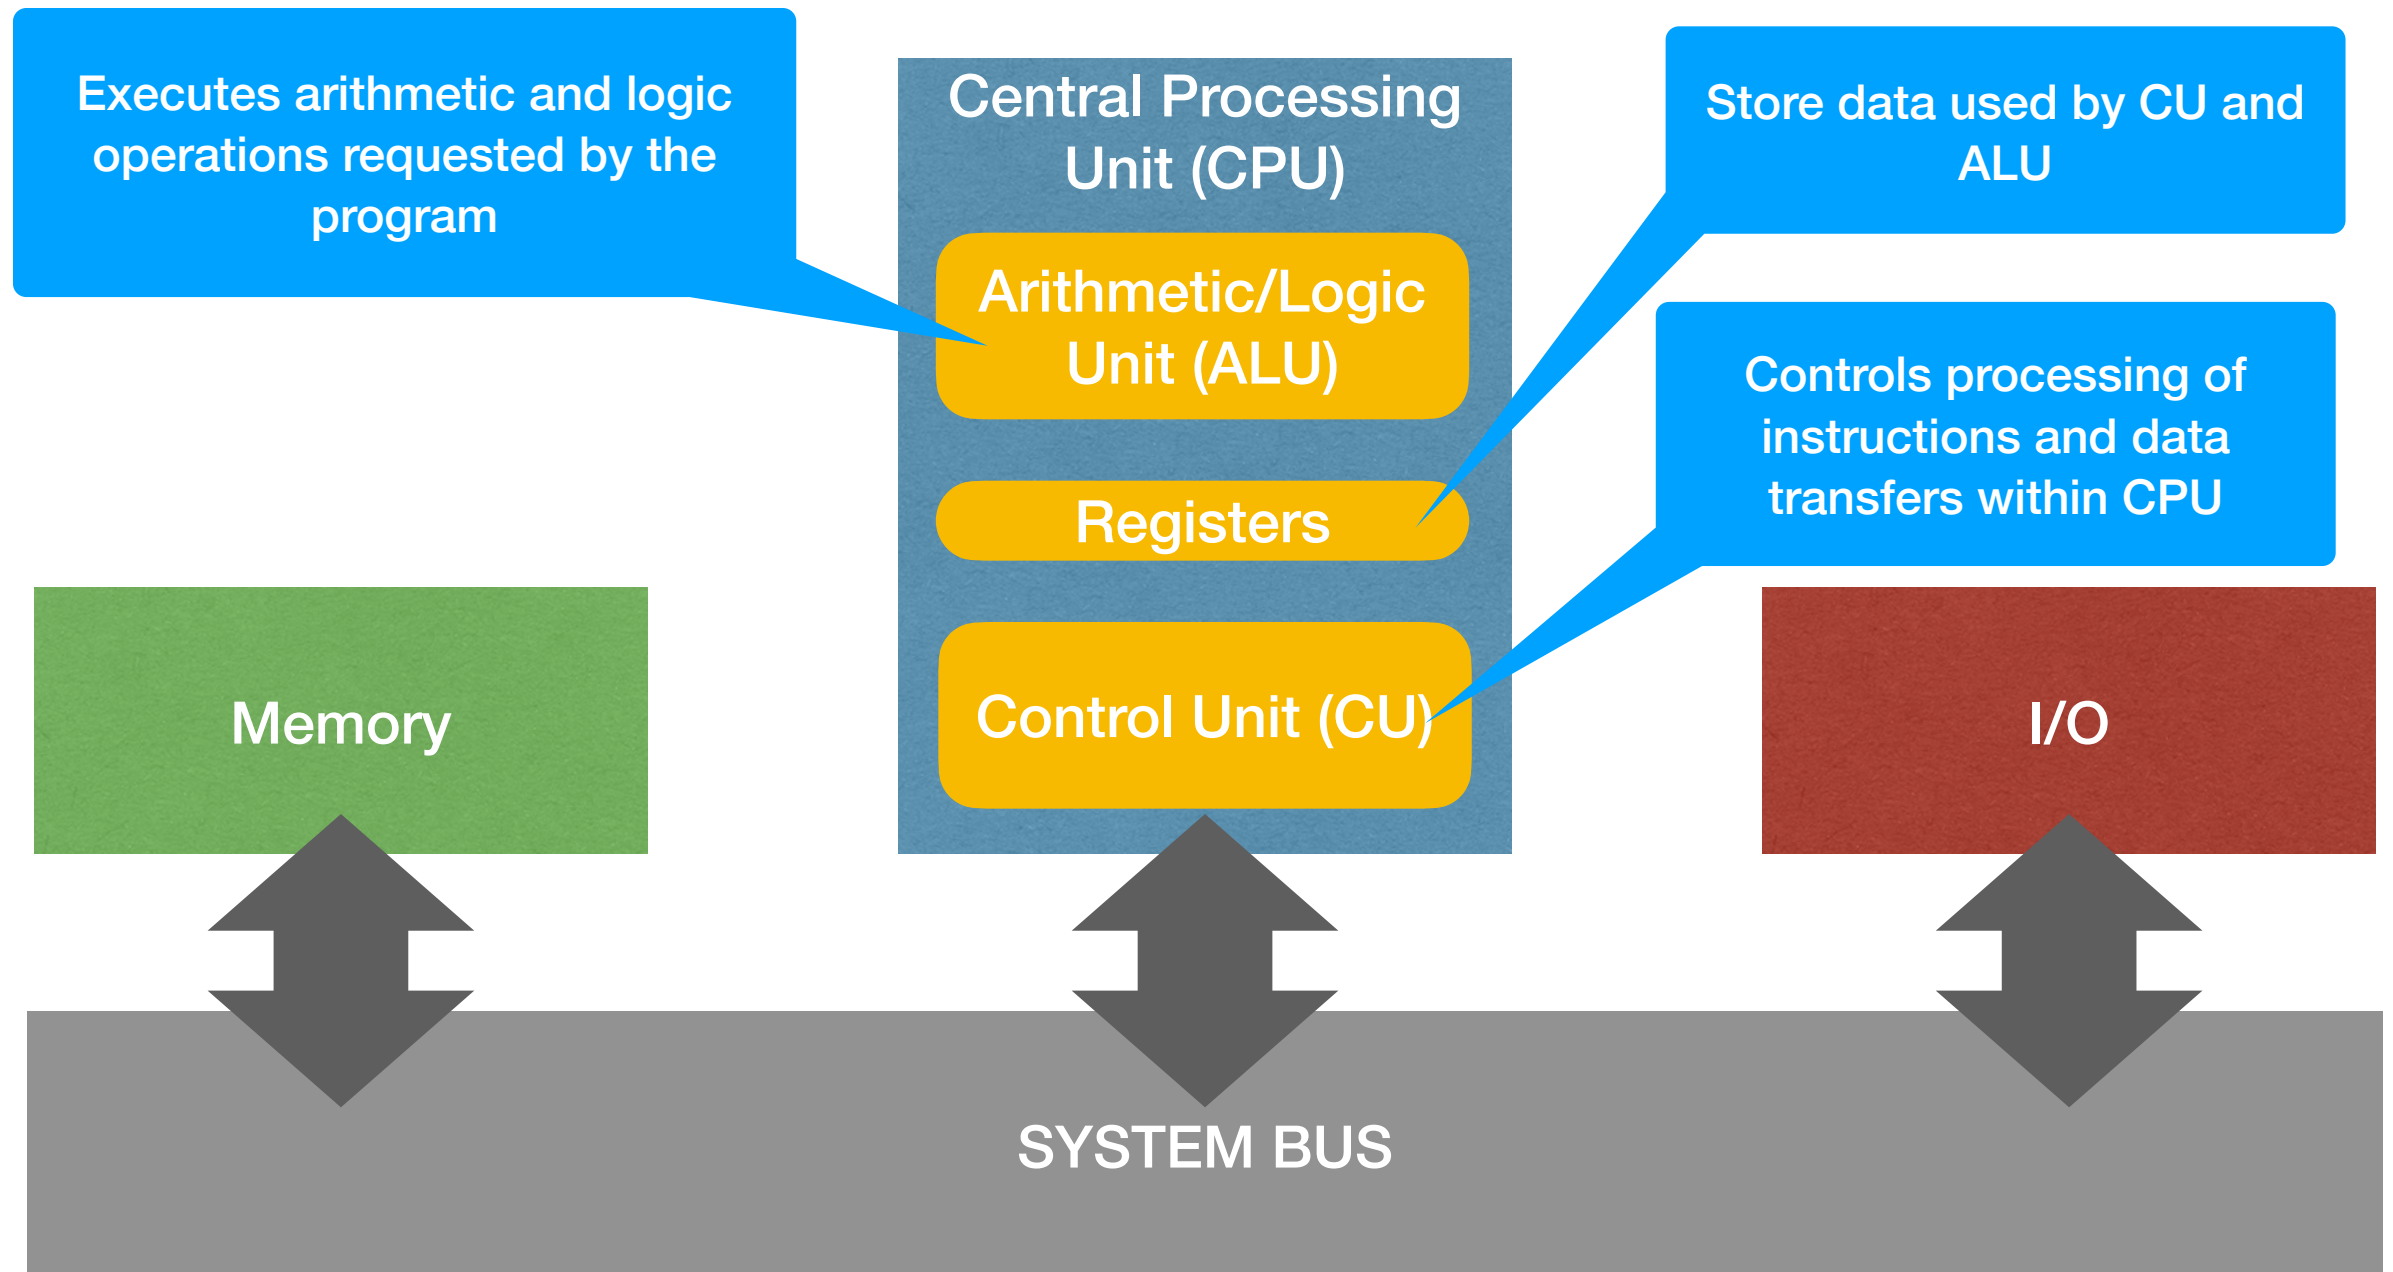 Executes arithmetic and logic
operations requested by the
program
Central Processing
Unit (CPU)
Store data used by CU and
ALU
Arithmetic/Logic
Unit (ALU)
Controls processing of
instructions and data
transfers within CPU
Registers
Memory
Control Unit (CU)
I/O
SYSTEM BUS